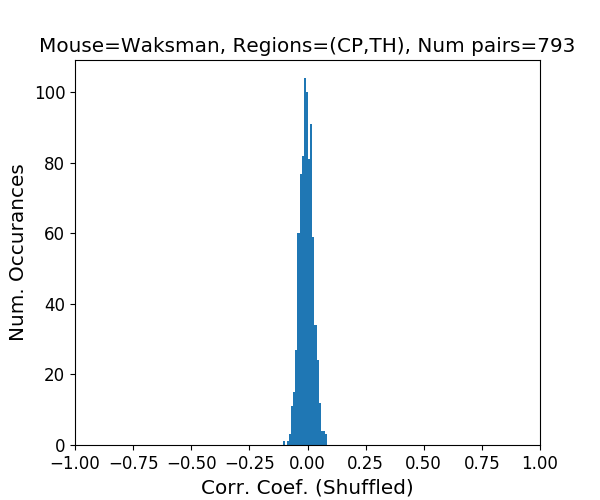 Mouse=Waksman, Regions=(CP,TH), Num pairs=793
Num. Occurances
100
80
60
40
20
0
−1.00 −0.75 −0.50 −0.25 0.00 0.25 0.50 0.75 1.00
Corr. Coef. (Shuffled)